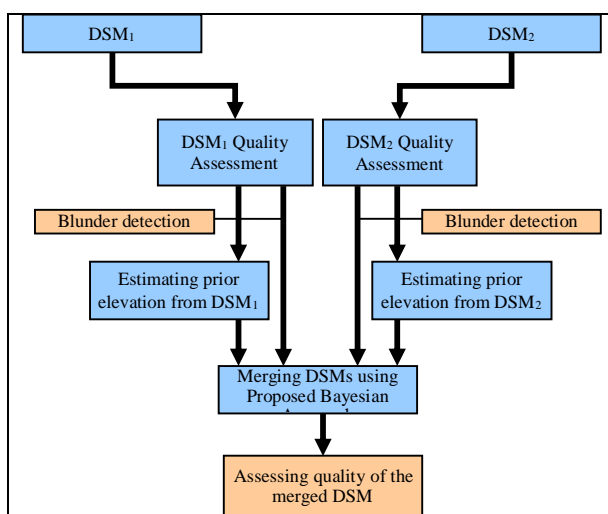 DSM₁
DSM₂
DSM₁ Quality
Assessment
DSM₂ Quality
Assessment
Blunder detection
Blunder detection
Estimating prior
elevation from DSM₁
Estimating prior
elevation from DSM₂
Merging DSMs using
Proposed Bayesian
Assessing quality of the
merged DSM